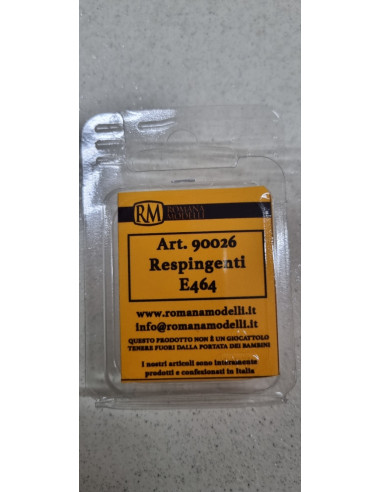 RM ROMANA
MODELLI
Art. 90026
Respingenti
E464
www.romanamodelli.it
info@romanamodelli.it
QUESTO PRODOTTO NON È UN GIOCATTOLO
TENERE FUORI DALLA PORTATA DEI BAMBINI
I nostri articoli sono interamente
prodotti e confezionati in Italia